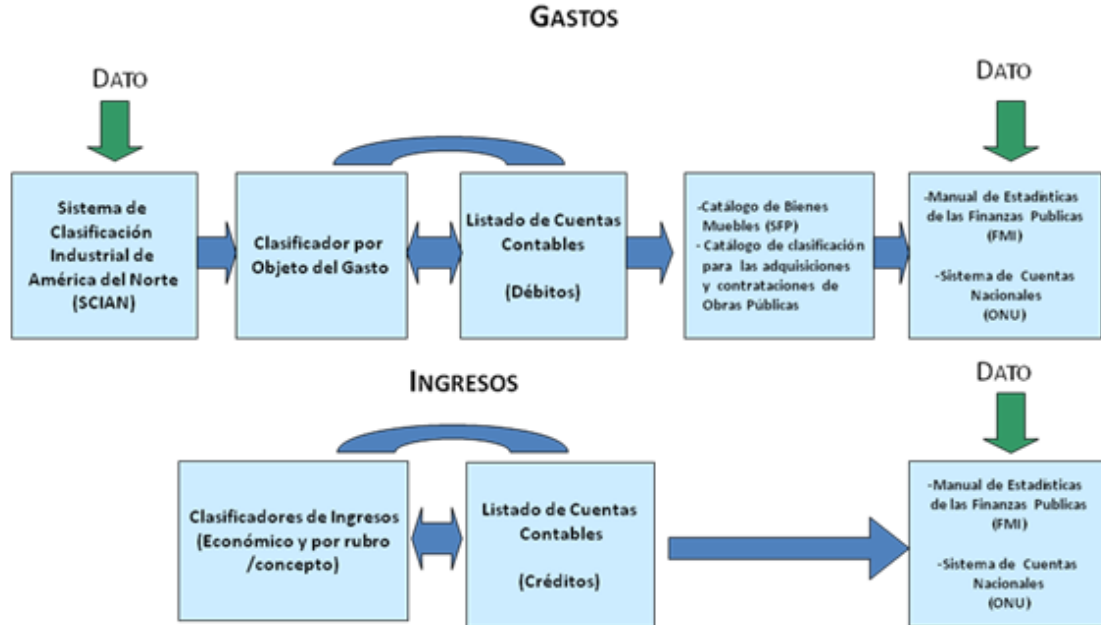 GASTOS
DATO
DATO
Sistema de
Clasificación
Industrial de
América del Norte
(SCIAN)
Clasificador por
Objeto del Gasto
Listado de Cuentas
Contables
(Débitos)
-Catálogo de Bienes
Muebles (SFP)
- Catálogo de clasificación
para las adquisiciones
y contrataciones de
Obras Públicas
-Manual de Estadísticas
de las Finanzas Publicas
(FMI)
-Sistema de Cuentas
Nacionales
(ONU)
INGRESOS
DATO
Clasificadores de Ingresos
(Económico y por rubro
/concepto)
Listado de Cuentas
Contables
(Créditos)
-Manual de Estadísticas
de las Finanzas Publicas
(FMI)
-Sistema de Cuentas
Nacionales
(ONU)